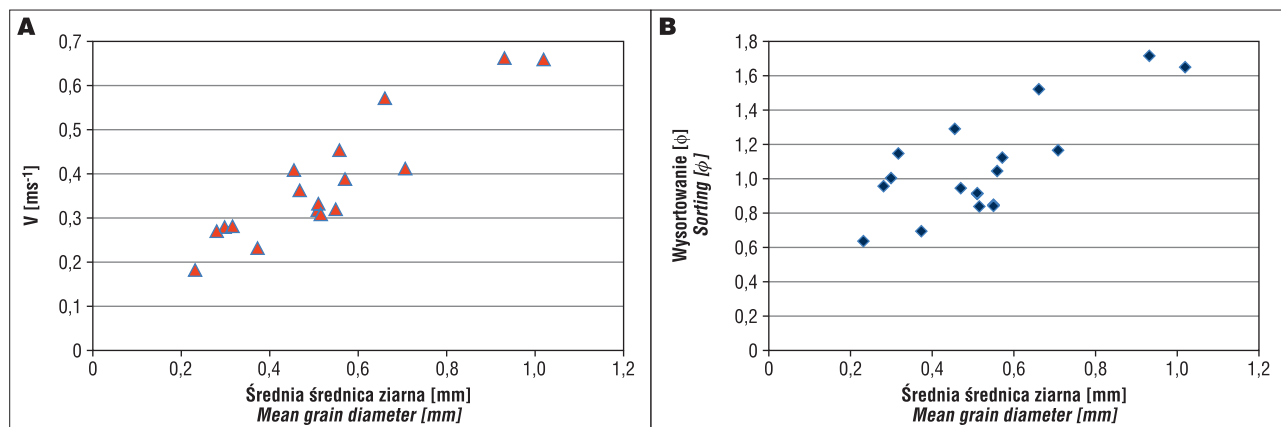 A
0,7
0,6
0,5
0,4
0,3
0,2
0,1
0
V [ms⁻¹]
0 0,2 0,4 0,6 0,8 1,0 1,2
Średnia średnica ziarna [mm]
Mean grain diameter [mm]
B
1,8
1,6
1,4
1,2
1,0
0,8
0,6
0,4
0,2
0
Wysortowanie [ϕ]
Sorting [ϕ]
0 0,2 0,4 0,6 0,8 1,0 1,2
Średnia średnica ziarna [mm]
Mean grain diameter [mm]